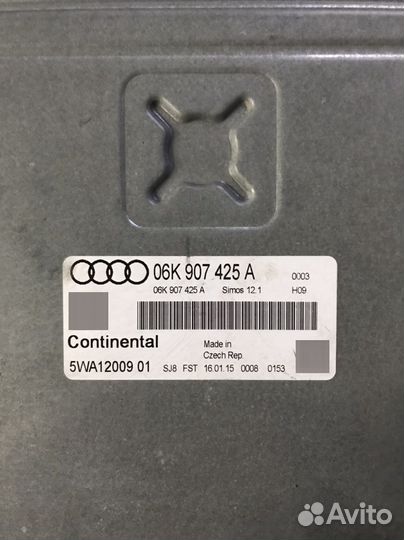 06K 907 425 A 0003
06K 907 425 A Simos 12.1 H09
Continental
Made in
Czech Rep.
5WA12009 01 SJ8 FST 16.01.15 0008 0153
Avito